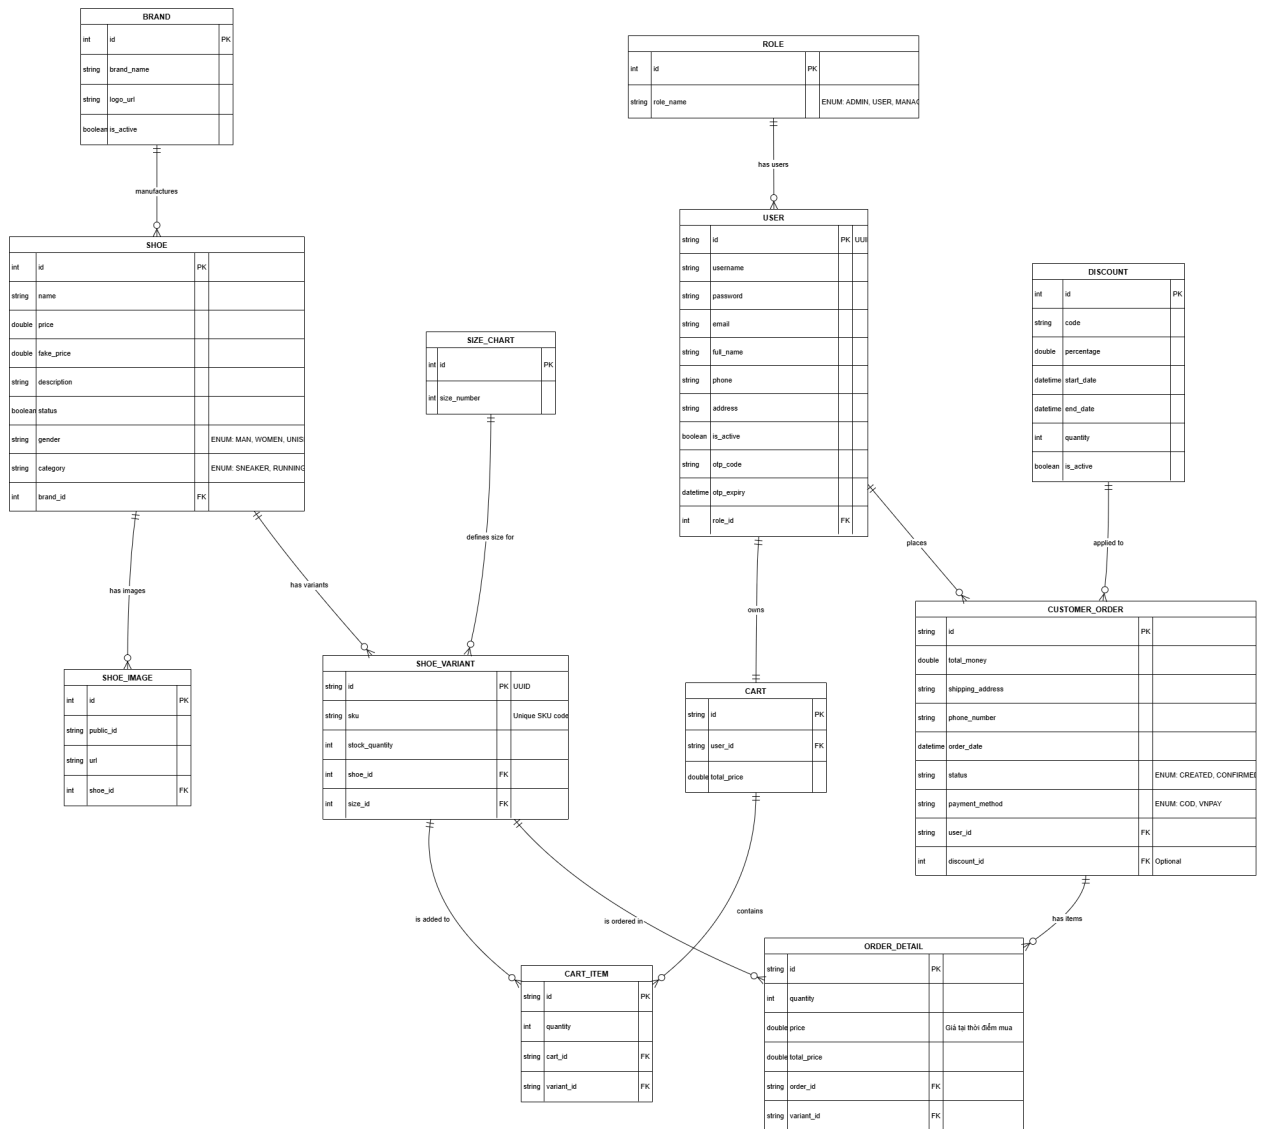 BRAND
int id PK
string brand_name
string logo_url
boolean is_active
manufactures
ROLE
int id PK
string role_name ENUM: ADMIN, USER, MANAG
has users
SHOE
int id PK
string name
double price
double fake_price
string description
boolean status
string gender ENUM: MAN, WOMEN, UNIS
string category ENUM: SNEAKER, RUNNING
int brand_id FK
USER
string id PK UUI
string username
string password
string email
string full_name
string phone
string address
boolean is_active
string otp_code
datetime otp_expiry
int role_id FK
DISCOUNT
int id PK
string code
double percentage
datetime start_date
datetime end_date
int quantity
boolean is_active
SIZE_CHART
int id PK
int size_number
defines size for
has images
has variants
owns
places
applied to
SHOE_IMAGE
int id PK
string public_id
string url
int shoe_id FK
SHOE_VARIANT
string id PK UUID
string sku Unique SKU code
int stock_quantity
int shoe_id FK
int size_id FK
CART
string id PK
string user_id FK
double total_price
CUSTOMER_ORDER
string id PK
double total_money
string shipping_address
string phone_number
datetime order_date
string status ENUM: CREATED, CONFIRMED
string payment_method ENUM: COD, VNPAY
string user_id FK
int discount_id FK Optional
is added to
is ordered in
contains
has items
CART_ITEM
string id PK
int quantity
string cart_id FK
string variant_id FK
ORDER_DETAIL
string id PK
int quantity
double price Giá tại thời điểm mua
double total_price
string order_id FK
string variant_id FK